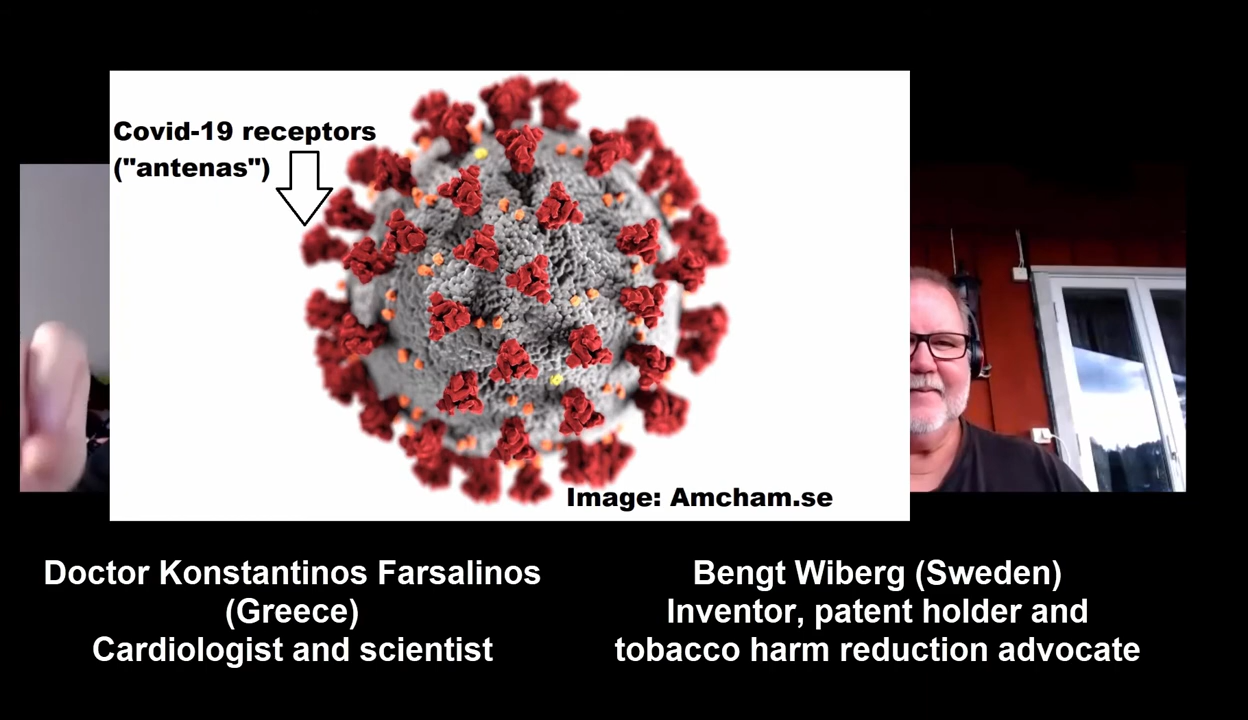 Covid-19 receptors
("antenas")
Image: Amcham.se
Doctor Konstantinos Farsalinos
(Greece)
Cardiologist and scientist
Bengt Wiberg (Sweden)
Inventor, patent holder and
tobacco harm reduction advocate